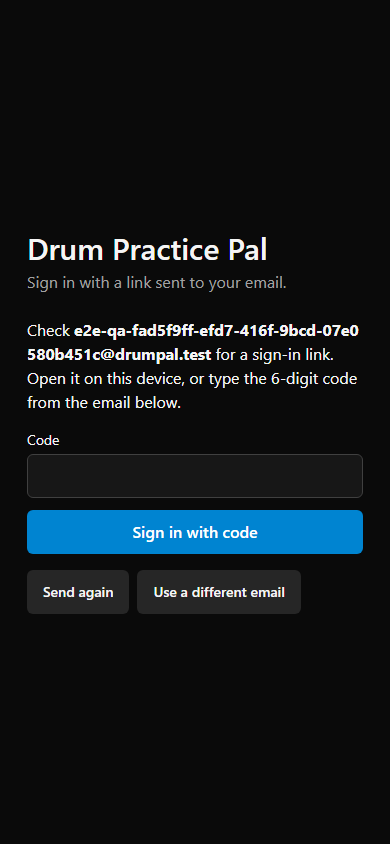 Drum Practice Pal
Sign in with a link sent to your email.
Check e2e-qa-fad5f9ff-efd7-416f-9bcd-07e0
580b451c@drumpal.test for a sign-in link.
Open it on this device, or type the 6-digit code
from the email below.
Code
Sign in with code
Send again
Use a different email